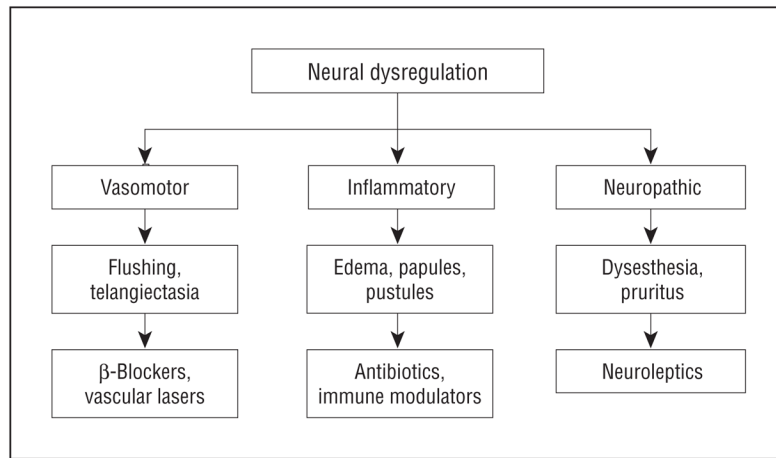 Neural dysregulation
Vasomotor
Inflammatory
Neuropathic
Flushing,
telangiectasia
Edema, papules,
pustules
Dysesthesia,
pruritus
β-Blockers,
vascular lasers
Antibiotics,
immune modulators
Neuroleptics